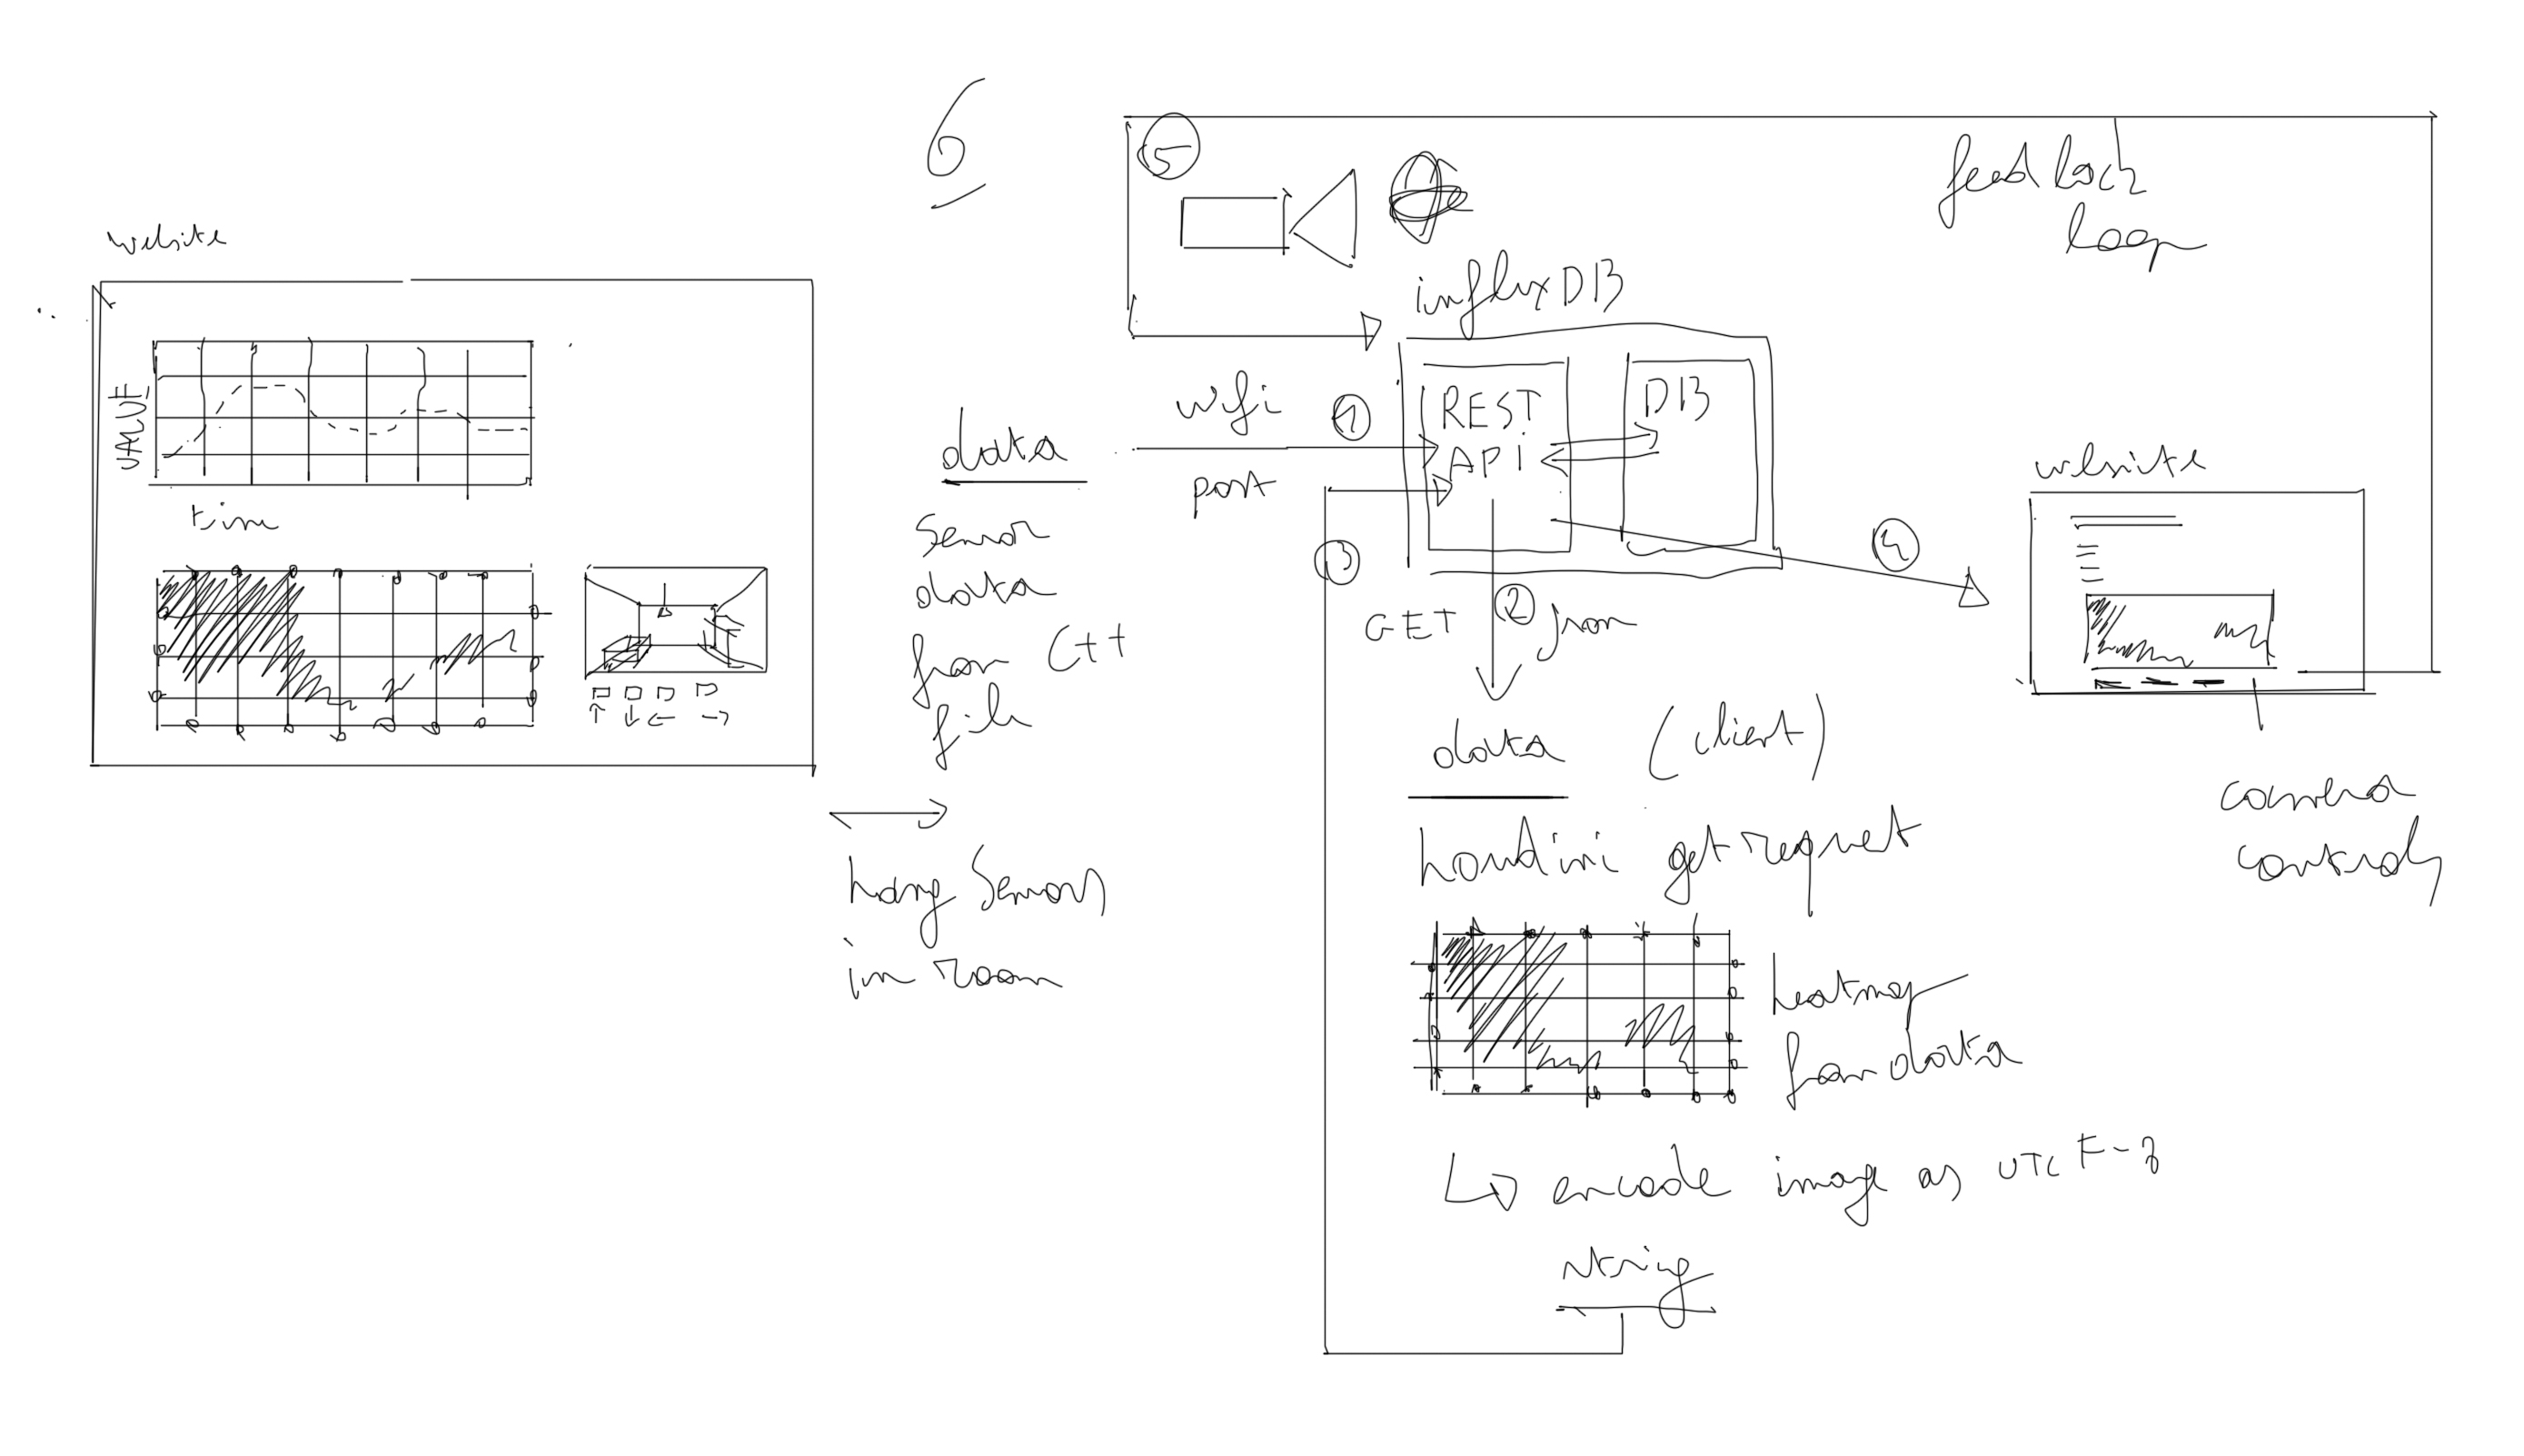 6
website
VALUE
time
data
sensor
data
from C++
file
hang sensors
in room
5
feedback
loop
influxDB
wifi
1
post
REST
API
DB
3
GET
2
json
4
website
camera
controls
data (client)
houdini get request
heatmap
from data
encode image as UTCF-8
string